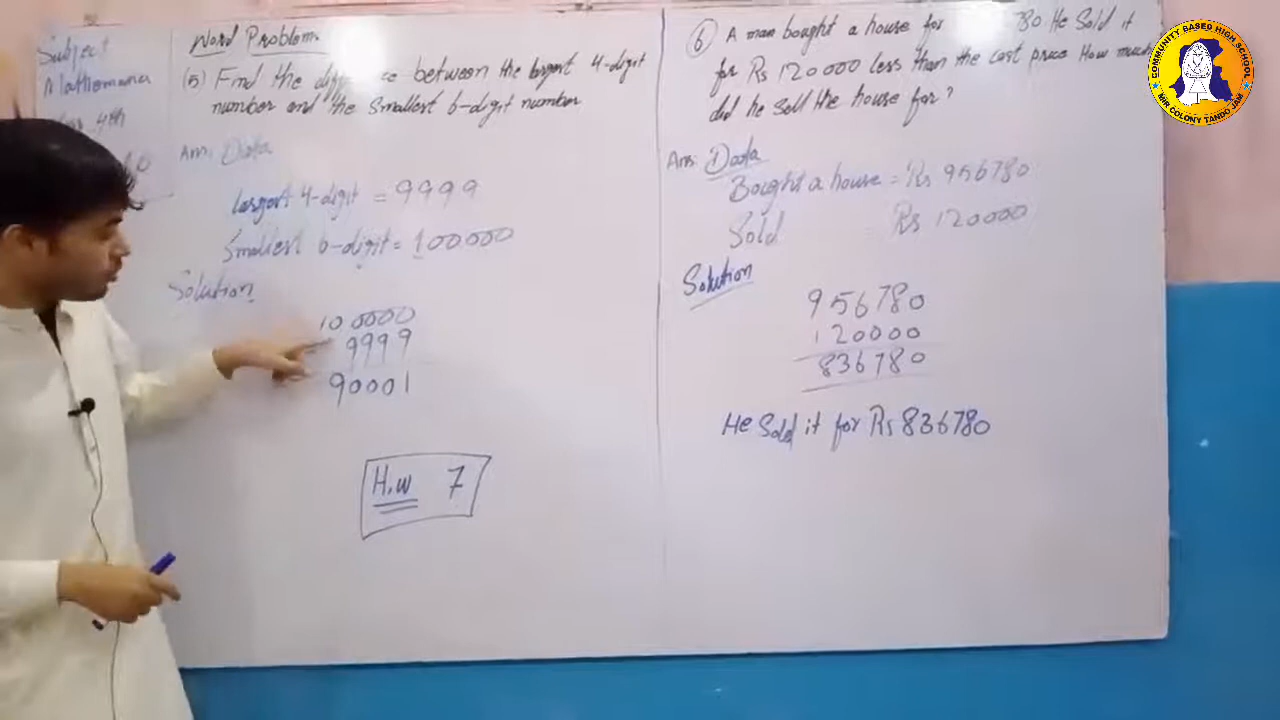 Subject
Mathematics
4th
Word Problem
(5) Find the between the largest 4-digit
number and the smallest 6-digit number
Ans: Data
largest 4-digit = 9999
Smallest 6-digit = 100000
Solution
100000
9999
90001
H.W 7
(6) A man bought a house for 780 He Sold it
for Rs 120000 less than the cost price How much
did he sell the house for?
Ans: Data
Bought a house = Rs 956780
Sold Rs 120000
Solution
956780
120000
836780
He Sold it for Rs 836780
COMMUNITY BASED HIGH SCHOOL
MIR COLONY TANDO JAM